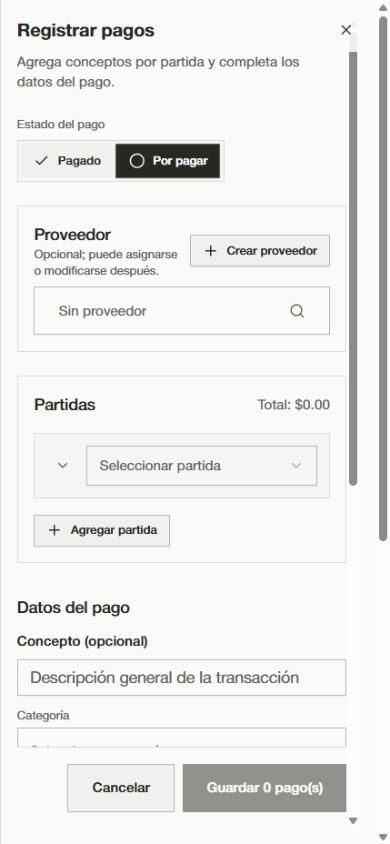 Registrar pagos
Agrega conceptos por partida y completa los
datos del pago.
Estado del pago
Pagado
Por pagar
Proveedor
Opcional; puede asignarse
o modificarse después.
Crear proveedor
Sin proveedor
Partidas
Total: $0.00
Seleccionar partida
Agregar partida
Datos del pago
Concepto (opcional)
Descripción general de la transacción
Categoría
Cancelar
Guardar 0 pago(s)